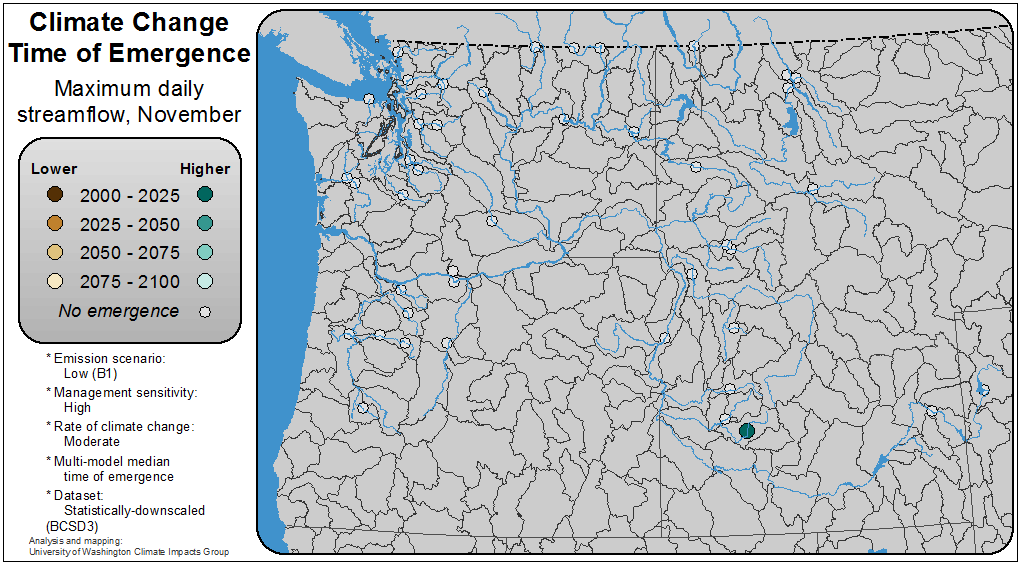 Climate Change
Time of Emergence
Maximum daily
streamflow, November
Lower Higher
2000 - 2025
2025 - 2050
2050 - 2075
2075 - 2100
No emergence
* Emission scenario:
Low (B1)
* Management sensitivity:
High
* Rate of climate change:
Moderate
* Multi-model median
time of emergence
* Dataset:
Statistically-downscaled
(BCSD3)
Analysis and mapping:
University of Washington Climate Impacts Group